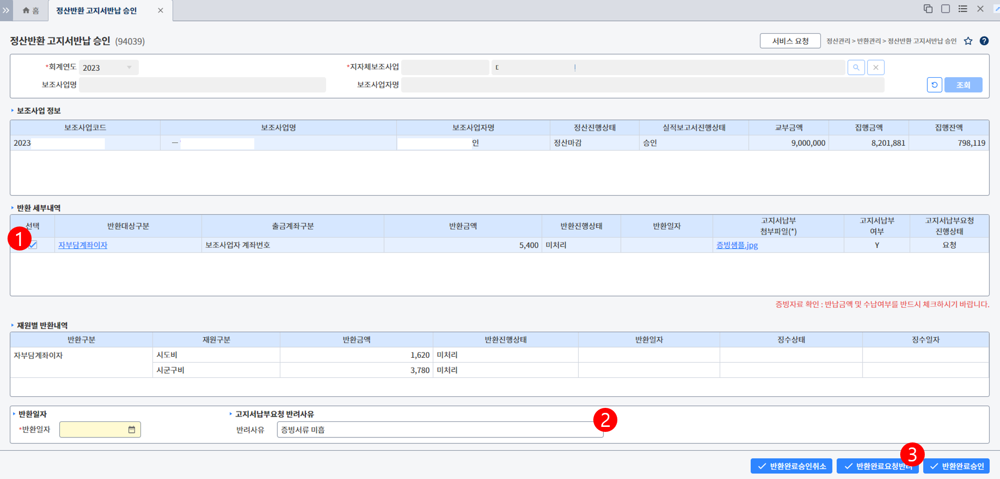 홈 정산반환 고지서반납 승인
정산반환 고지서반납 승인 (94039) 서비스 요청 정산관리 > 반환관리 > 정산반환 고지서반납 승인
*회계연도 2023 *지자체보조사업
보조사업명 보조사업자명 조회
보조사업 정보
보조사업코드 보조사업명 보조사업자명 정산진행상태 실적보고서진행상태 교부금액 집행금액 집행잔액
2023 인 정산마감 승인 9,000,000 8,201,881 798,119
반환 세부내역
선택 반환대상구분 출금계좌구분 반환금액 반환진행상태 반환일자 고지서납부 첨부파일(*) 고지서납부 여부 고지서납부요청 진행상태
1 자부담계좌이자 보조사업자 계좌번호 5,400 미처리 증빙샘플.jpg Y 요청
증빙자료 확인 : 반납금액 및 수납여부를 반드시 체크하시기 바랍니다.
재원별 반환내역
반환구분 재원구분 반환금액 반환진행상태 반환일자 징수상태 징수일자
자부담계좌이자 시도비 1,620 미처리
시군구비 3,780 미처리
반환일자 고지서납부요청 반려사유
*반환일자 반려사유 증빙서류 미흡 2
3
반환완료승인취소 반환완료요청반려 반환완료승인